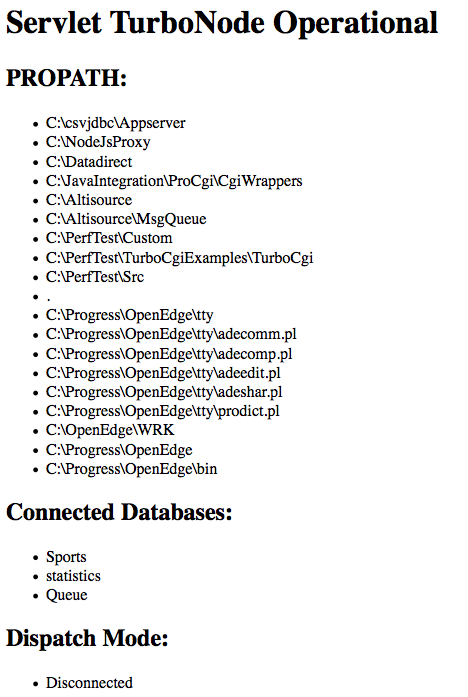 Servlet TurboNode Operational
PROPATH:
• C:\csvjdbc\Appserver
• C:\NodeJsProxy
• C:\Datadirect
• C:\JavaIntegration\ProCgi\CgiWrappers
• C:\Altisource
• C:\Altisource\MsgQueue
• C:\PerfTest\Custom
• C:\PerfTest\TurboCgiExamples\TurboCgi
• C:\PerfTest\Src
• .
• C:\Progress\OpenEdge\tty
• C:\Progress\OpenEdge\tty\adecomm.pl
• C:\Progress\OpenEdge\tty\adecomp.pl
• C:\Progress\OpenEdge\tty\adeedit.pl
• C:\Progress\OpenEdge\tty\adeshar.pl
• C:\Progress\OpenEdge\tty\prodict.pl
• C:\OpenEdge\WRK
• C:\Progress\OpenEdge
• C:\Progress\OpenEdge\bin
Connected Databases:
• Sports
• statistics
• Queue
Dispatch Mode:
• Disconnected